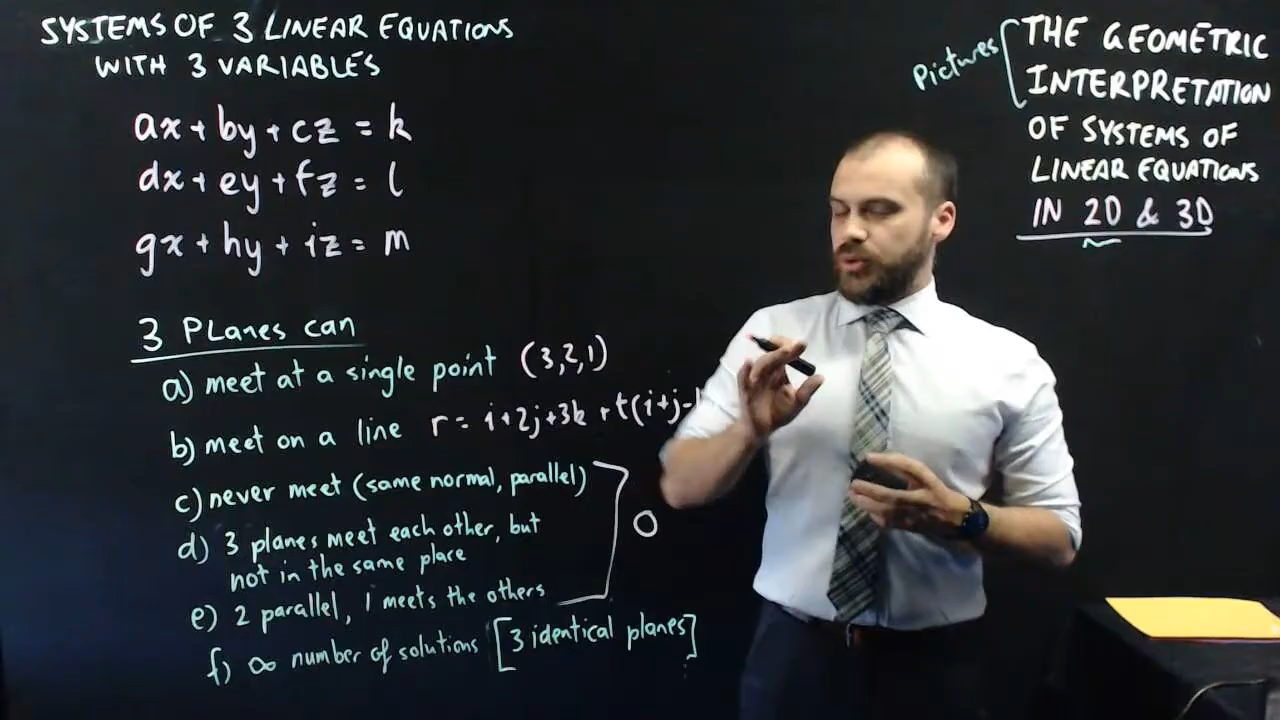 SYSTEMS OF 3 LINEAR EQUATIONS
WITH 3 VARIABLES
ax + by + cz = k
dx + ey + fz = l
gx + hy + iz = m
3 PLanes can
a) meet at a single point (3,2,1)
b) meet on a line r = i+2j+3k + t(i+j-
c) never meet (same normal, parallel)
d) 3 planes meet each other, but
not in the same place
0
e) 2 parallel, 1 meets the others
f) ∞ number of solutions [3 identical planes]
Pictures
THE GEOMETRIC
INTERPRETATION
OF SYSTEMS OF
LINEAR EQUATIONS
IN 2D & 3D